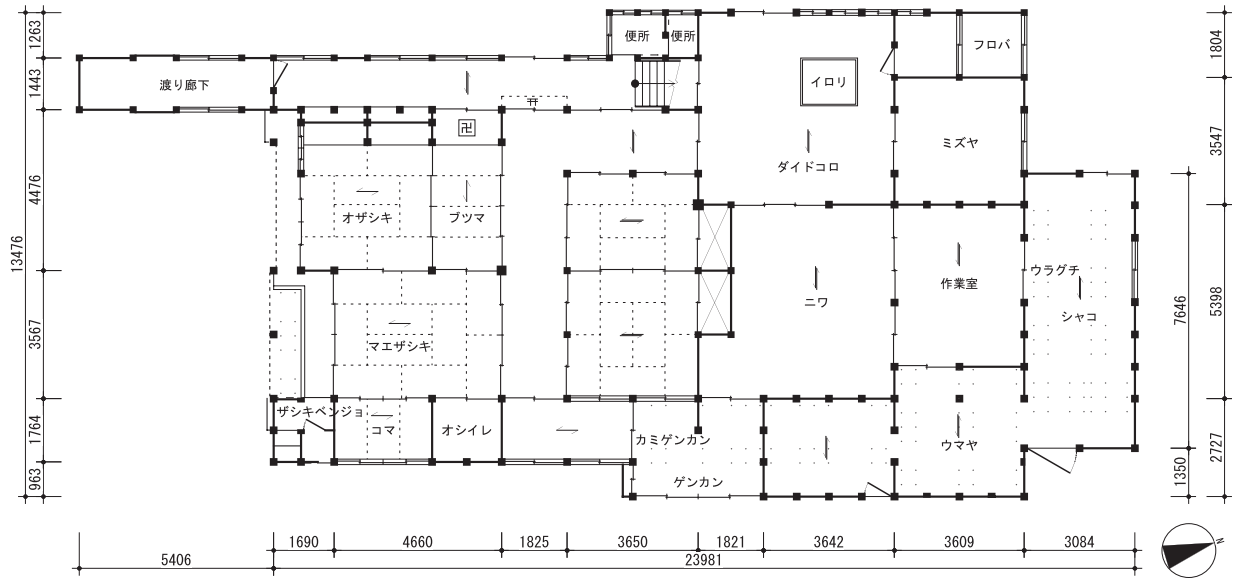 便所
便所
フロバ
渡り廊下
イロリ
卍
ミズヤ
ダイドコロ
オザシキ
ブツマ
ウラグチ
作業室
ニワ
シャコ
マエザシキ
ザシキベンジョ
コマ
オシイレ
カミゲンカン
ウマヤ
ゲンカン
1263
1443
4476
3567
1764
963
13476
1804
3547
5398
2727
7646
1350
1690
4660
1825
3650
1821
3642
3609
3084
5406
23981
N